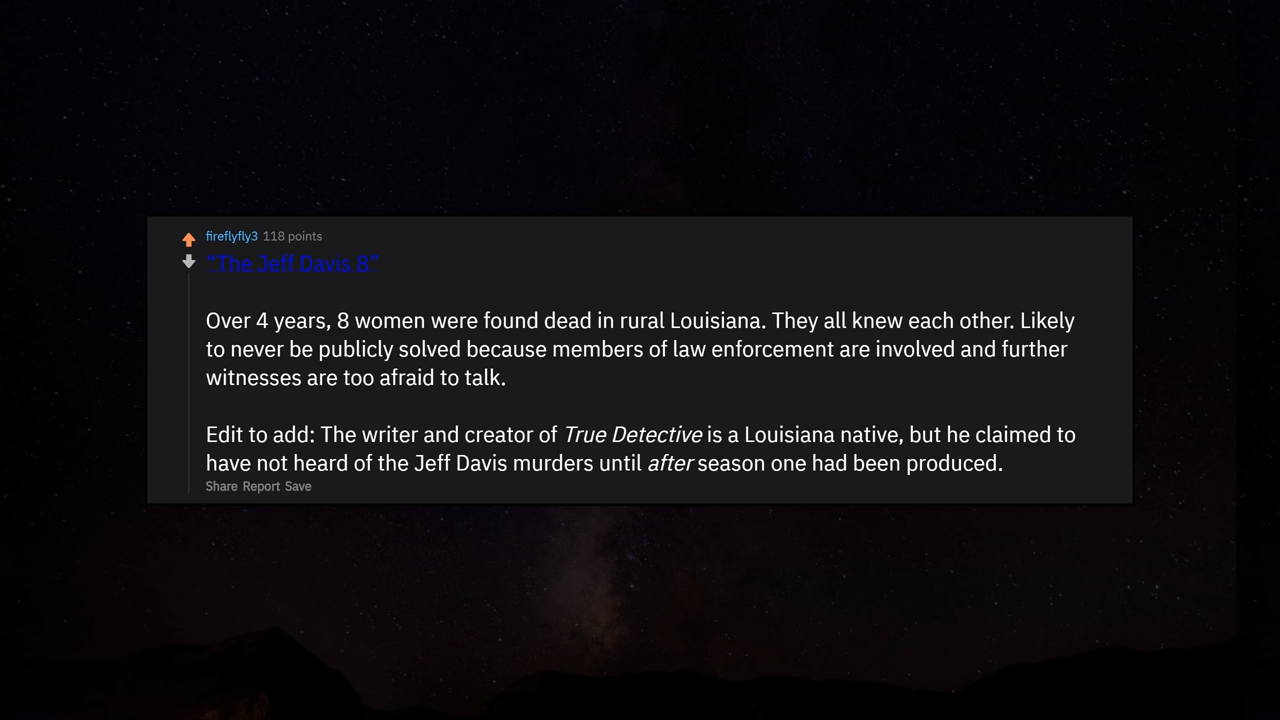 fireflyfly3 118 points
"The Jeff Davis 8"
Over 4 years, 8 women were found dead in rural Louisiana. They all knew each other. Likely
to never be publicly solved because members of law enforcement are involved and further
witnesses are too afraid to talk.
Edit to add: The writer and creator of True Detective is a Louisiana native, but he claimed to
have not heard of the Jeff Davis murders until after season one had been produced.
Share Report Save